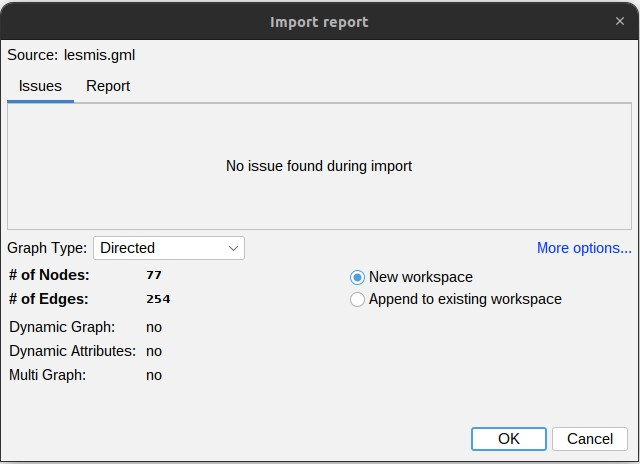 Import report
Source: lesmis.gml
Issues Report
No issue found during import
Graph Type: Directed More options...
# of Nodes: 77 New workspace
# of Edges: 254 Append to existing workspace
Dynamic Graph: no
Dynamic Attributes: no
Multi Graph: no
OK Cancel